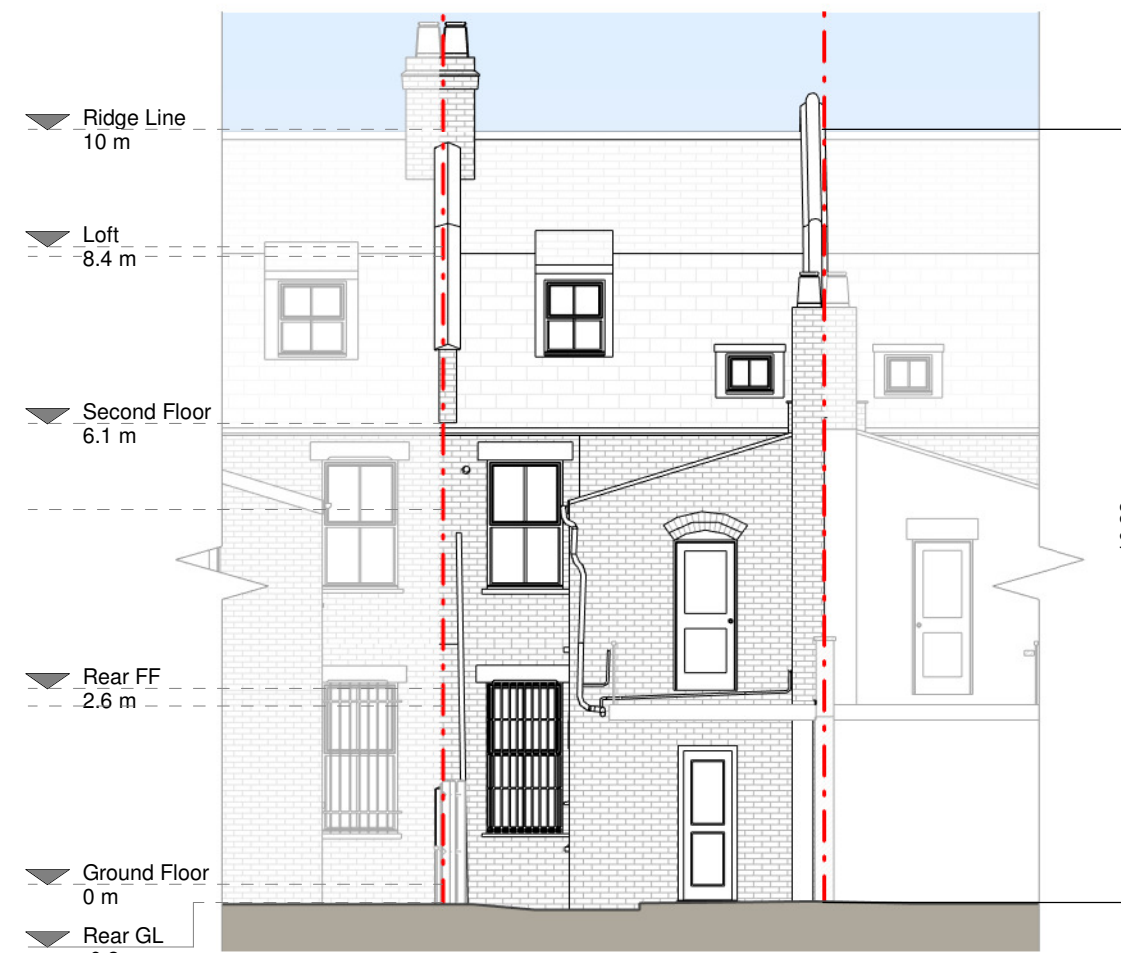 Ridge Line
10 m
Loft
8.4 m
Second Floor
6.1 m
Rear FF
2.6 m
Ground Floor
0 m
Rear GL